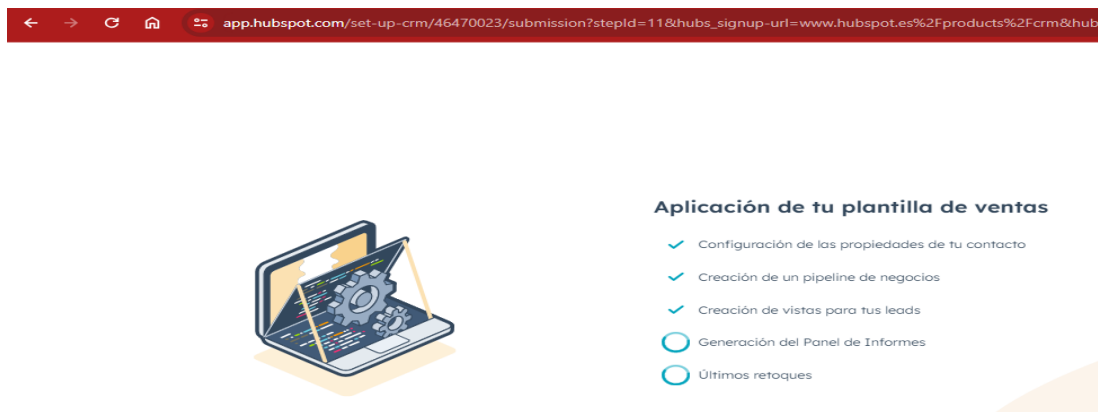 app.hubspot.com/set-up-crm/46470023/submission?stepId=11&hubs_signup-url=www.hubspot.es%2Fproducts%2Fcrm&hub
Aplicación de tu plantilla de ventas
Configuración de las propiedades de tu contacto
Creación de un pipeline de negocios
Creación de vistas para tus leads
Generación del Panel de Informes
Últimos retoques